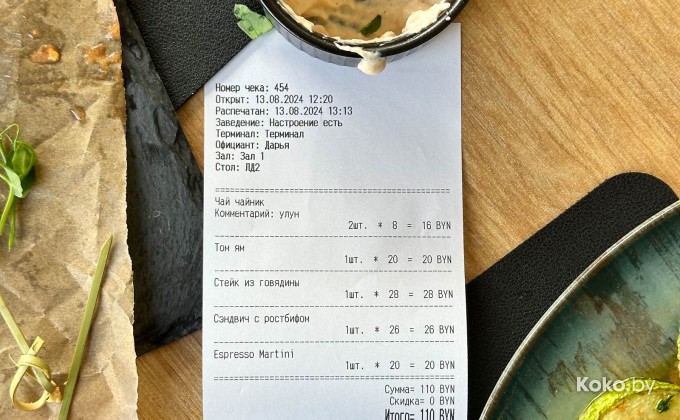 Номер чека: 454
Открыт: 13.08.2024 12:20
Распечатан: 13.08.2024 13:13
Заведение: Настроение есть
Терминал: Терминал
Официант: Дарья
Зал: Зал 1
Стол: ЛД2
Чай чайник
Комментарий: улун
2шт. * 8 = 16 BYN
Том ям
1шт. * 20 = 20 BYN
Стейк из говядины
1шт. * 28 = 28 BYN
Сэндвич с ростбифом
1шт. * 26 = 26 BYN
Espresso Martini
1шт. * 20 = 20 BYN
Сумма= 110 BYN
Скидка= 0 BYN
Итого= 110 BYN
Koko.by